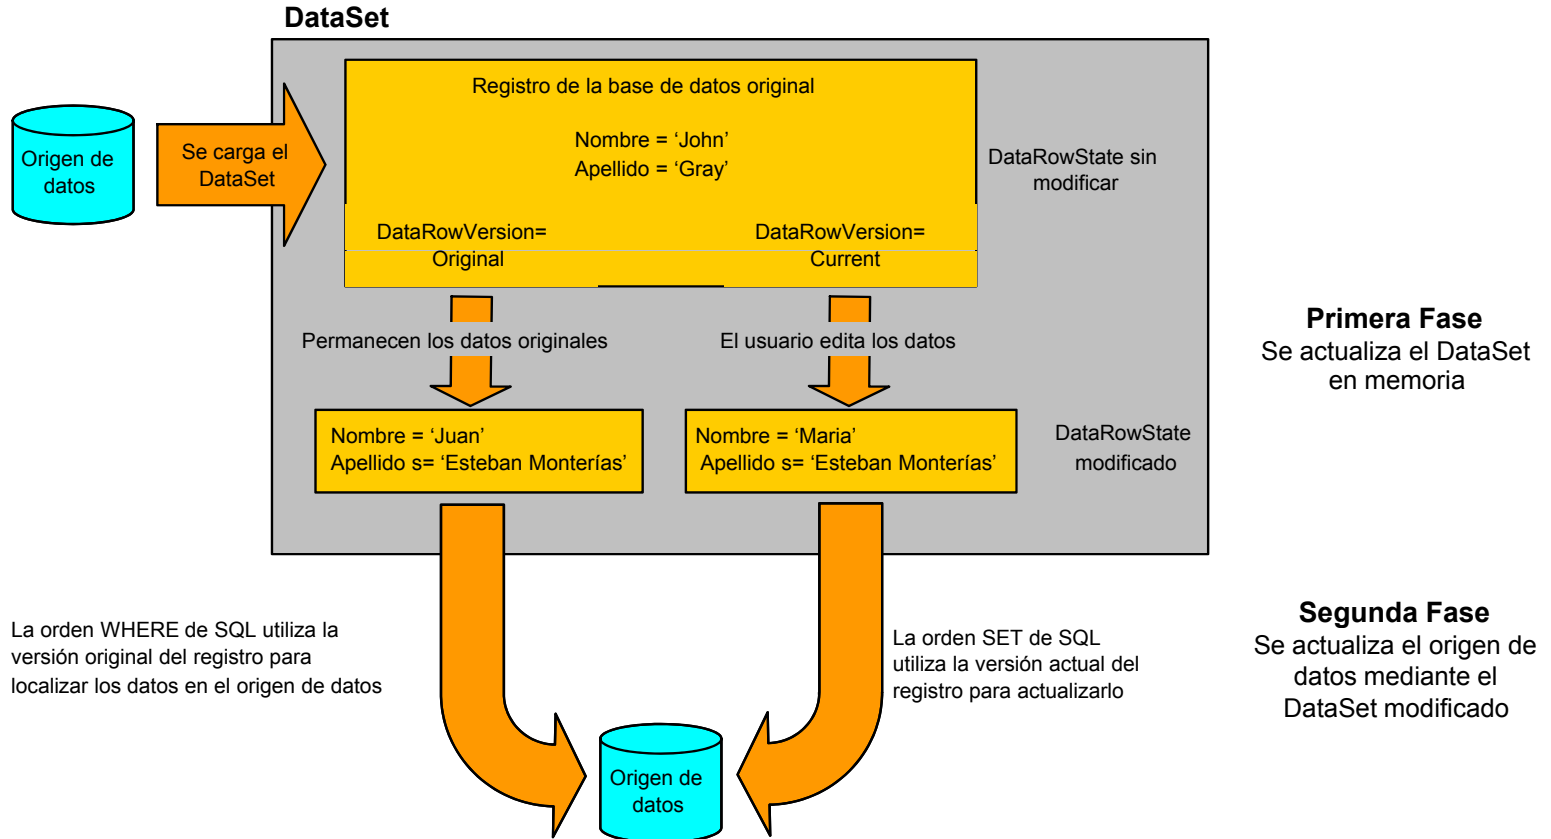 DataSet
Registro de la base de datos original
Nombre = ‘John’
Apellido = ‘Gray’
Origen de
datos
Se carga el
DataSet
DataRowState sin
modificar
DataRowVersion=
Original
DataRowVersion=
Current
Permanecen los datos originales
El usuario edita los datos
Primera Fase
Se actualiza el DataSet
en memoria
Nombre = ‘Juan’
Apellido s= ‘Esteban Monterías’
Nombre = ‘Maria’
Apellido s= ‘Esteban Monterías’
DataRowState
modificado
La orden WHERE de SQL utiliza la
versión original del registro para
localizar los datos en el origen de datos
La orden SET de SQL
utiliza la versión actual del
registro para actualizarlo
Segunda Fase
Se actualiza el origen de
datos mediante el
DataSet modificado
Origen de
datos